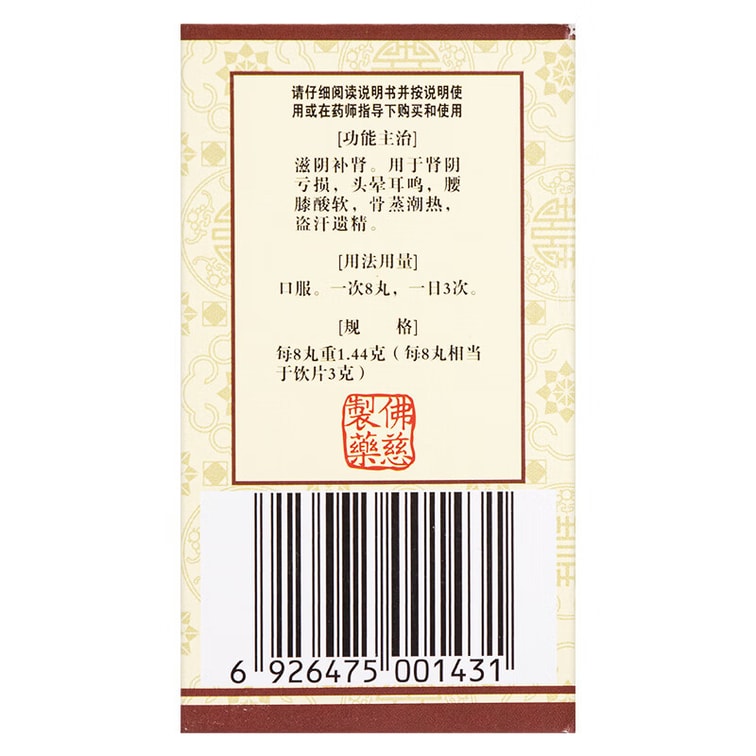 请仔细阅读说明书并按说明使
用或在药师指导下购买和使用
[功能主治]
滋阴补肾。用于肾阴
亏损，头晕耳鸣，腰
膝酸软，骨蒸潮热，
盗汗遗精。
[用法用量]
口服。一次8丸，一日3次。
[规　格]
每8丸重1.44克（每8丸相当
于饮片3克）
佛慈
製藥
6 926475 001431